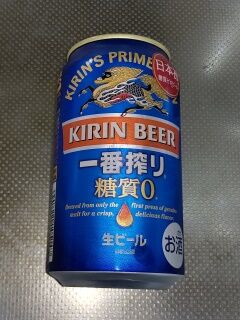 KIRIN'S PRIME
日本初
KIRIN BEER
一番搾り
糖質0
Brewed from only the first press of genuine
malt for a crisp, delicious flavor.
生ビール
お酒